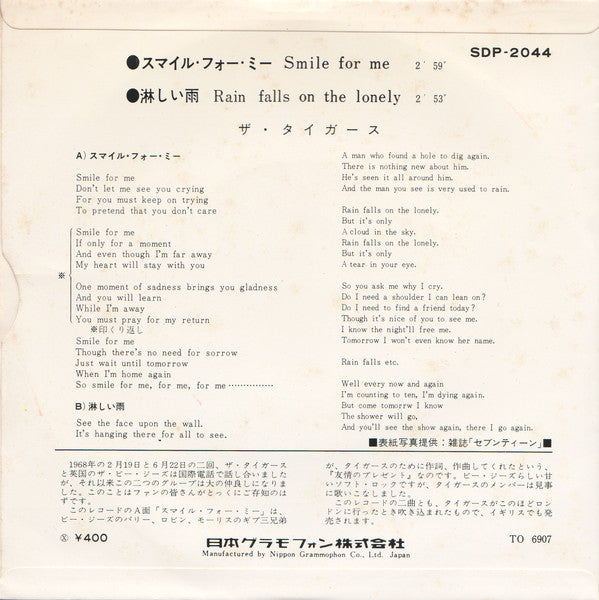 SDP-2044
●スマイル・フォー・ミー Smile for me 2′59″
●淋しい雨 Rain falls on the lonely 2′53″
ザ・タイガース
A) スマイル・フォー・ミー
Smile for me
Don't let me see you crying
For you must keep on trying
To pretend that you don't care
Smile for me
If only for a moment
And even though I'm far away
My heart will stay with you
※
One moment of sadness brings you gladness
And you will learn
While I'm away
You must pray for my return
※印くり返し
Smile for me
Though there's no need for sorrow
Just wait until tomorrow
When I'm home again
So smile for me, for me, for me ……………
B) 淋しい雨
See the face upon the wall.
It's hanging there for all to see.
A man who found a hole to dig again.
There is nothing new about him.
He's seen it all around him.
And the man you see is very used to rain.
Rain falls on the lonely.
But it's only
A cloud in the sky.
Rain falls on the lonely.
But it's only
A tear in your eye.
So you ask me why I cry.
Do I need a shoulder I can lean on?
Do I need to find a friend today?
Though it's nice of you to see me.
I know the night'll free me.
Tomorrow I won't even know her name.
Rain falls etc.
Well every now and again
I'm counting to ten, I'm dying again.
But come tomorrw I know
The shower will go.
And you'll see the show again, there I go again.
■表紙写真提供:雑誌「セブンティーン」■
1968年の2月19日と6月22日の二回、ザ・タイガース
と英国のザ・ビー・ジーズは国際電話で話し合いました
が、それ以来この二つのグループは大の仲良しになりま
した。このことはファンの皆さんがとっくにご存知のは
ずです。
このレコードのA面「スマイル・フォー・ミー」は、
ビー・ジーズのバリー、ロビン、モーリスのギブ三兄弟
が、タイガースのために作詞、作曲してくれたという、
『友情のプレゼント』なのです。ビー・ジーズらしい甘
いソフト・ロックですが、タイガースのメンバーは見事
に歌いこなしました。
このレコードの二曲とも、タイガースがこのほどロン
ドンに行ったとき吹き込まれたもので、イギリスでも発
売されます。
Ⓧ ¥400
日本グラモフォン株式会社
Manufactured by Nippon Grammophon Co., Ltd. Japan
TO 6907